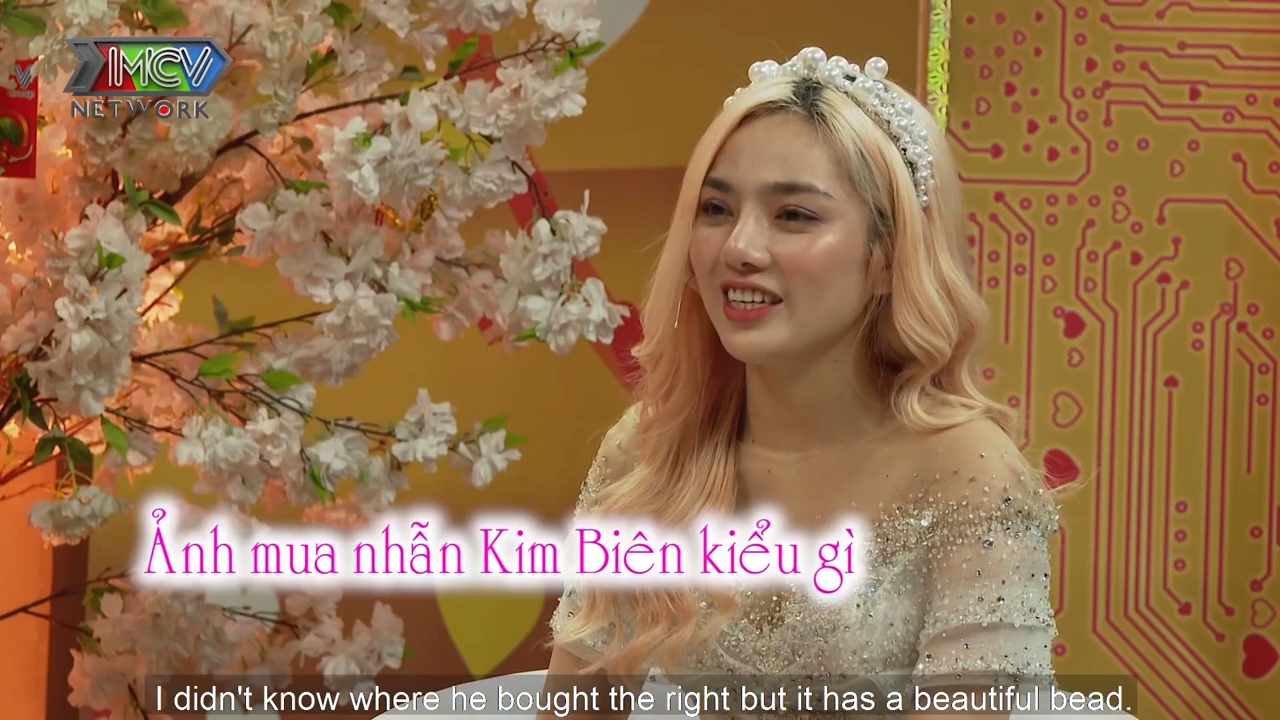 MCV
NETWORK
Ảnh mua nhẫn Kim Biên kiểu gì
I didn't know where he bought the right but it has a beautiful bead.